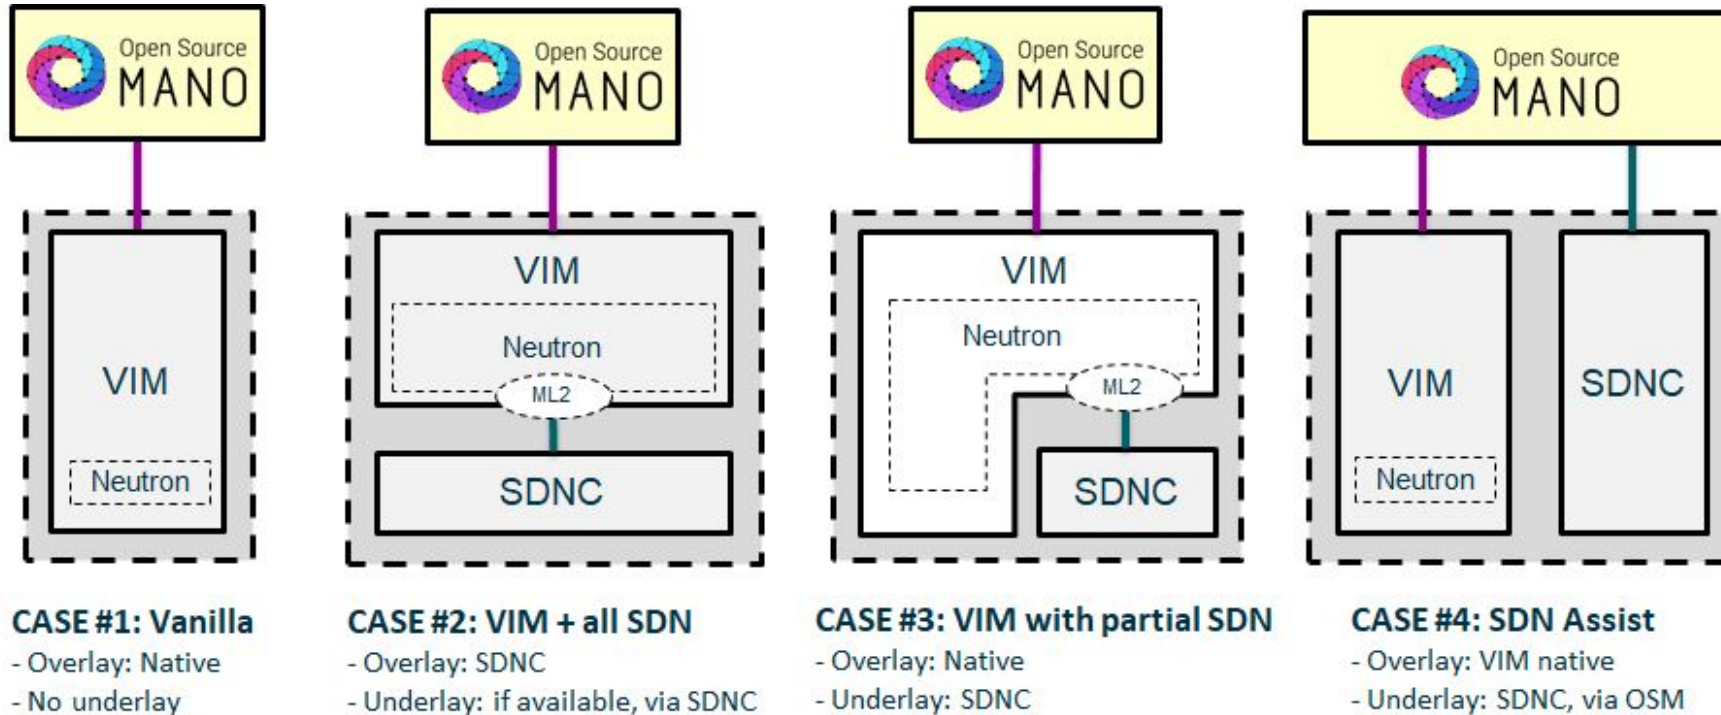 Open Source
MANO
VIM
Neutron
CASE #1: Vanilla
- Overlay: Native
- No underlay
Open Source
MANO
VIM
Neutron
ML2
SDNC
CASE #2: VIM + all SDN
- Overlay: SDNC
- Underlay: if available, via SDNC
Open Source
MANO
VIM
Neutron
ML2
SDNC
CASE #3: VIM with partial SDN
- Overlay: Native
- Underlay: SDNC
Open Source
MANO
VIM
Neutron
SDNC
CASE #4: SDN Assist
- Overlay: VIM native
- Underlay: SDNC, via OSM